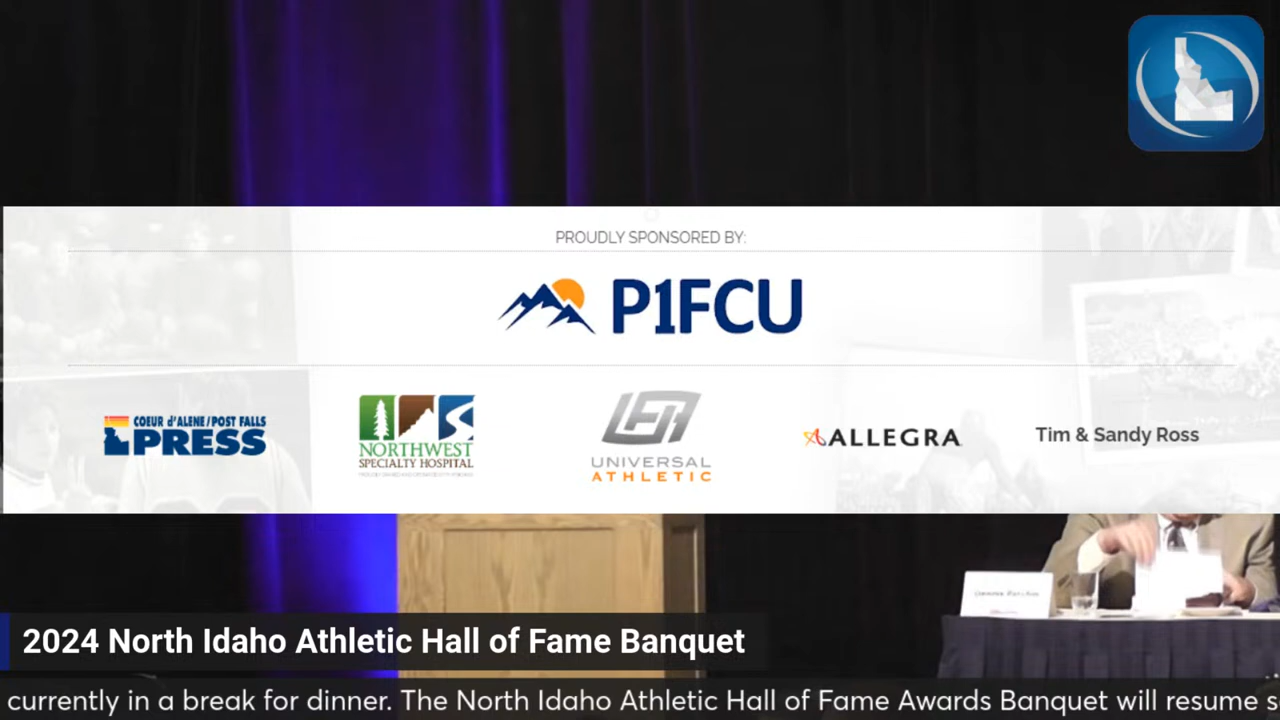 PROUDLY SPONSORED BY:
P1FCU
COEUR d'ALENE/POST FALLS
PRESS
NORTHWEST
SPECIALTY HOSPITAL
UNIVERSAL
ATHLETIC
ALLEGRA
Tim & Sandy Ross
2024 North Idaho Athletic Hall of Fame Banquet
currently in a break for dinner. The North Idaho Athletic Hall of Fame Awards Banquet will resume s